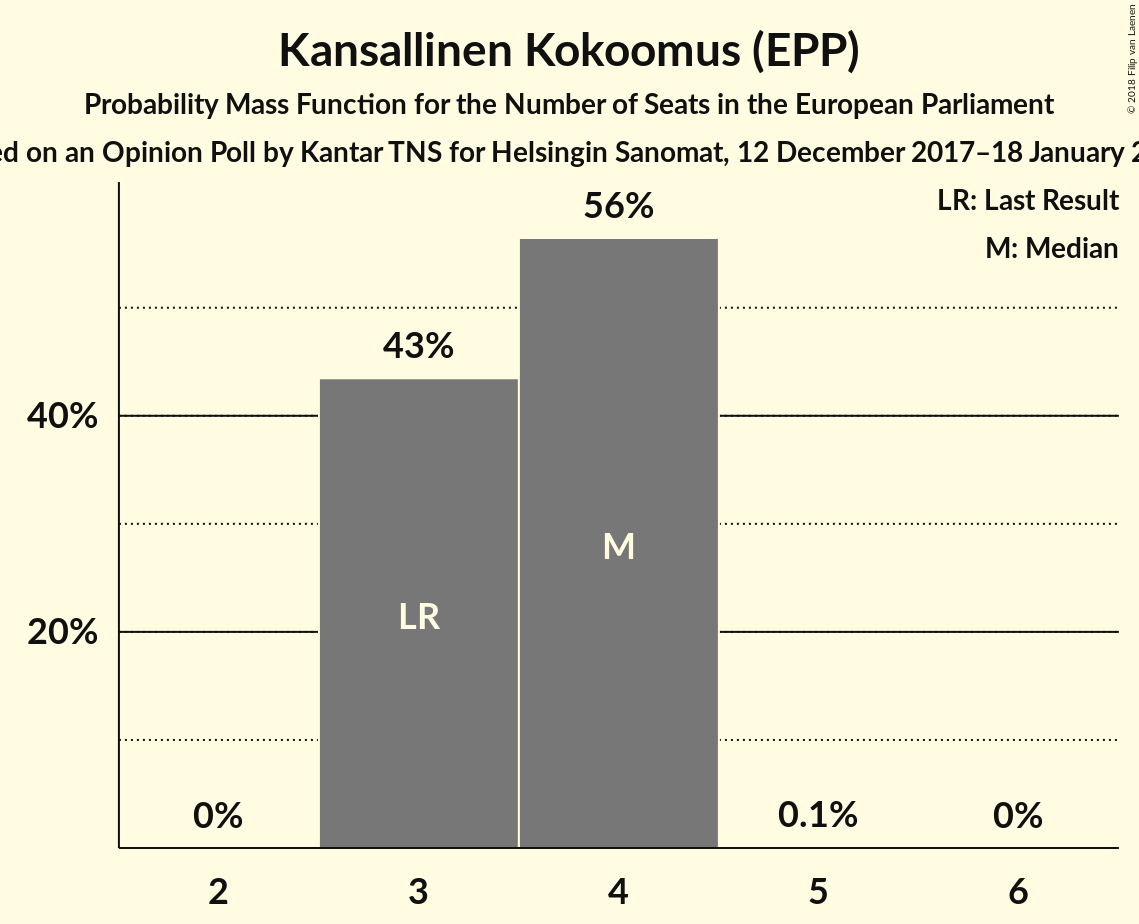 Kansallinen Kokoomus (EPP)
Probability Mass Function for the Number of Seats in the European Parliament
ed on an Opinion Poll by Kantar TNS for Helsingin Sanomat, 12 December 2017–18 January 2
© 2018 Filip van Laenen
LR: Last Result
M: Median
56%
43%
40%
M
LR
20%
0%
0.1%
0%
2
3
4
5
6